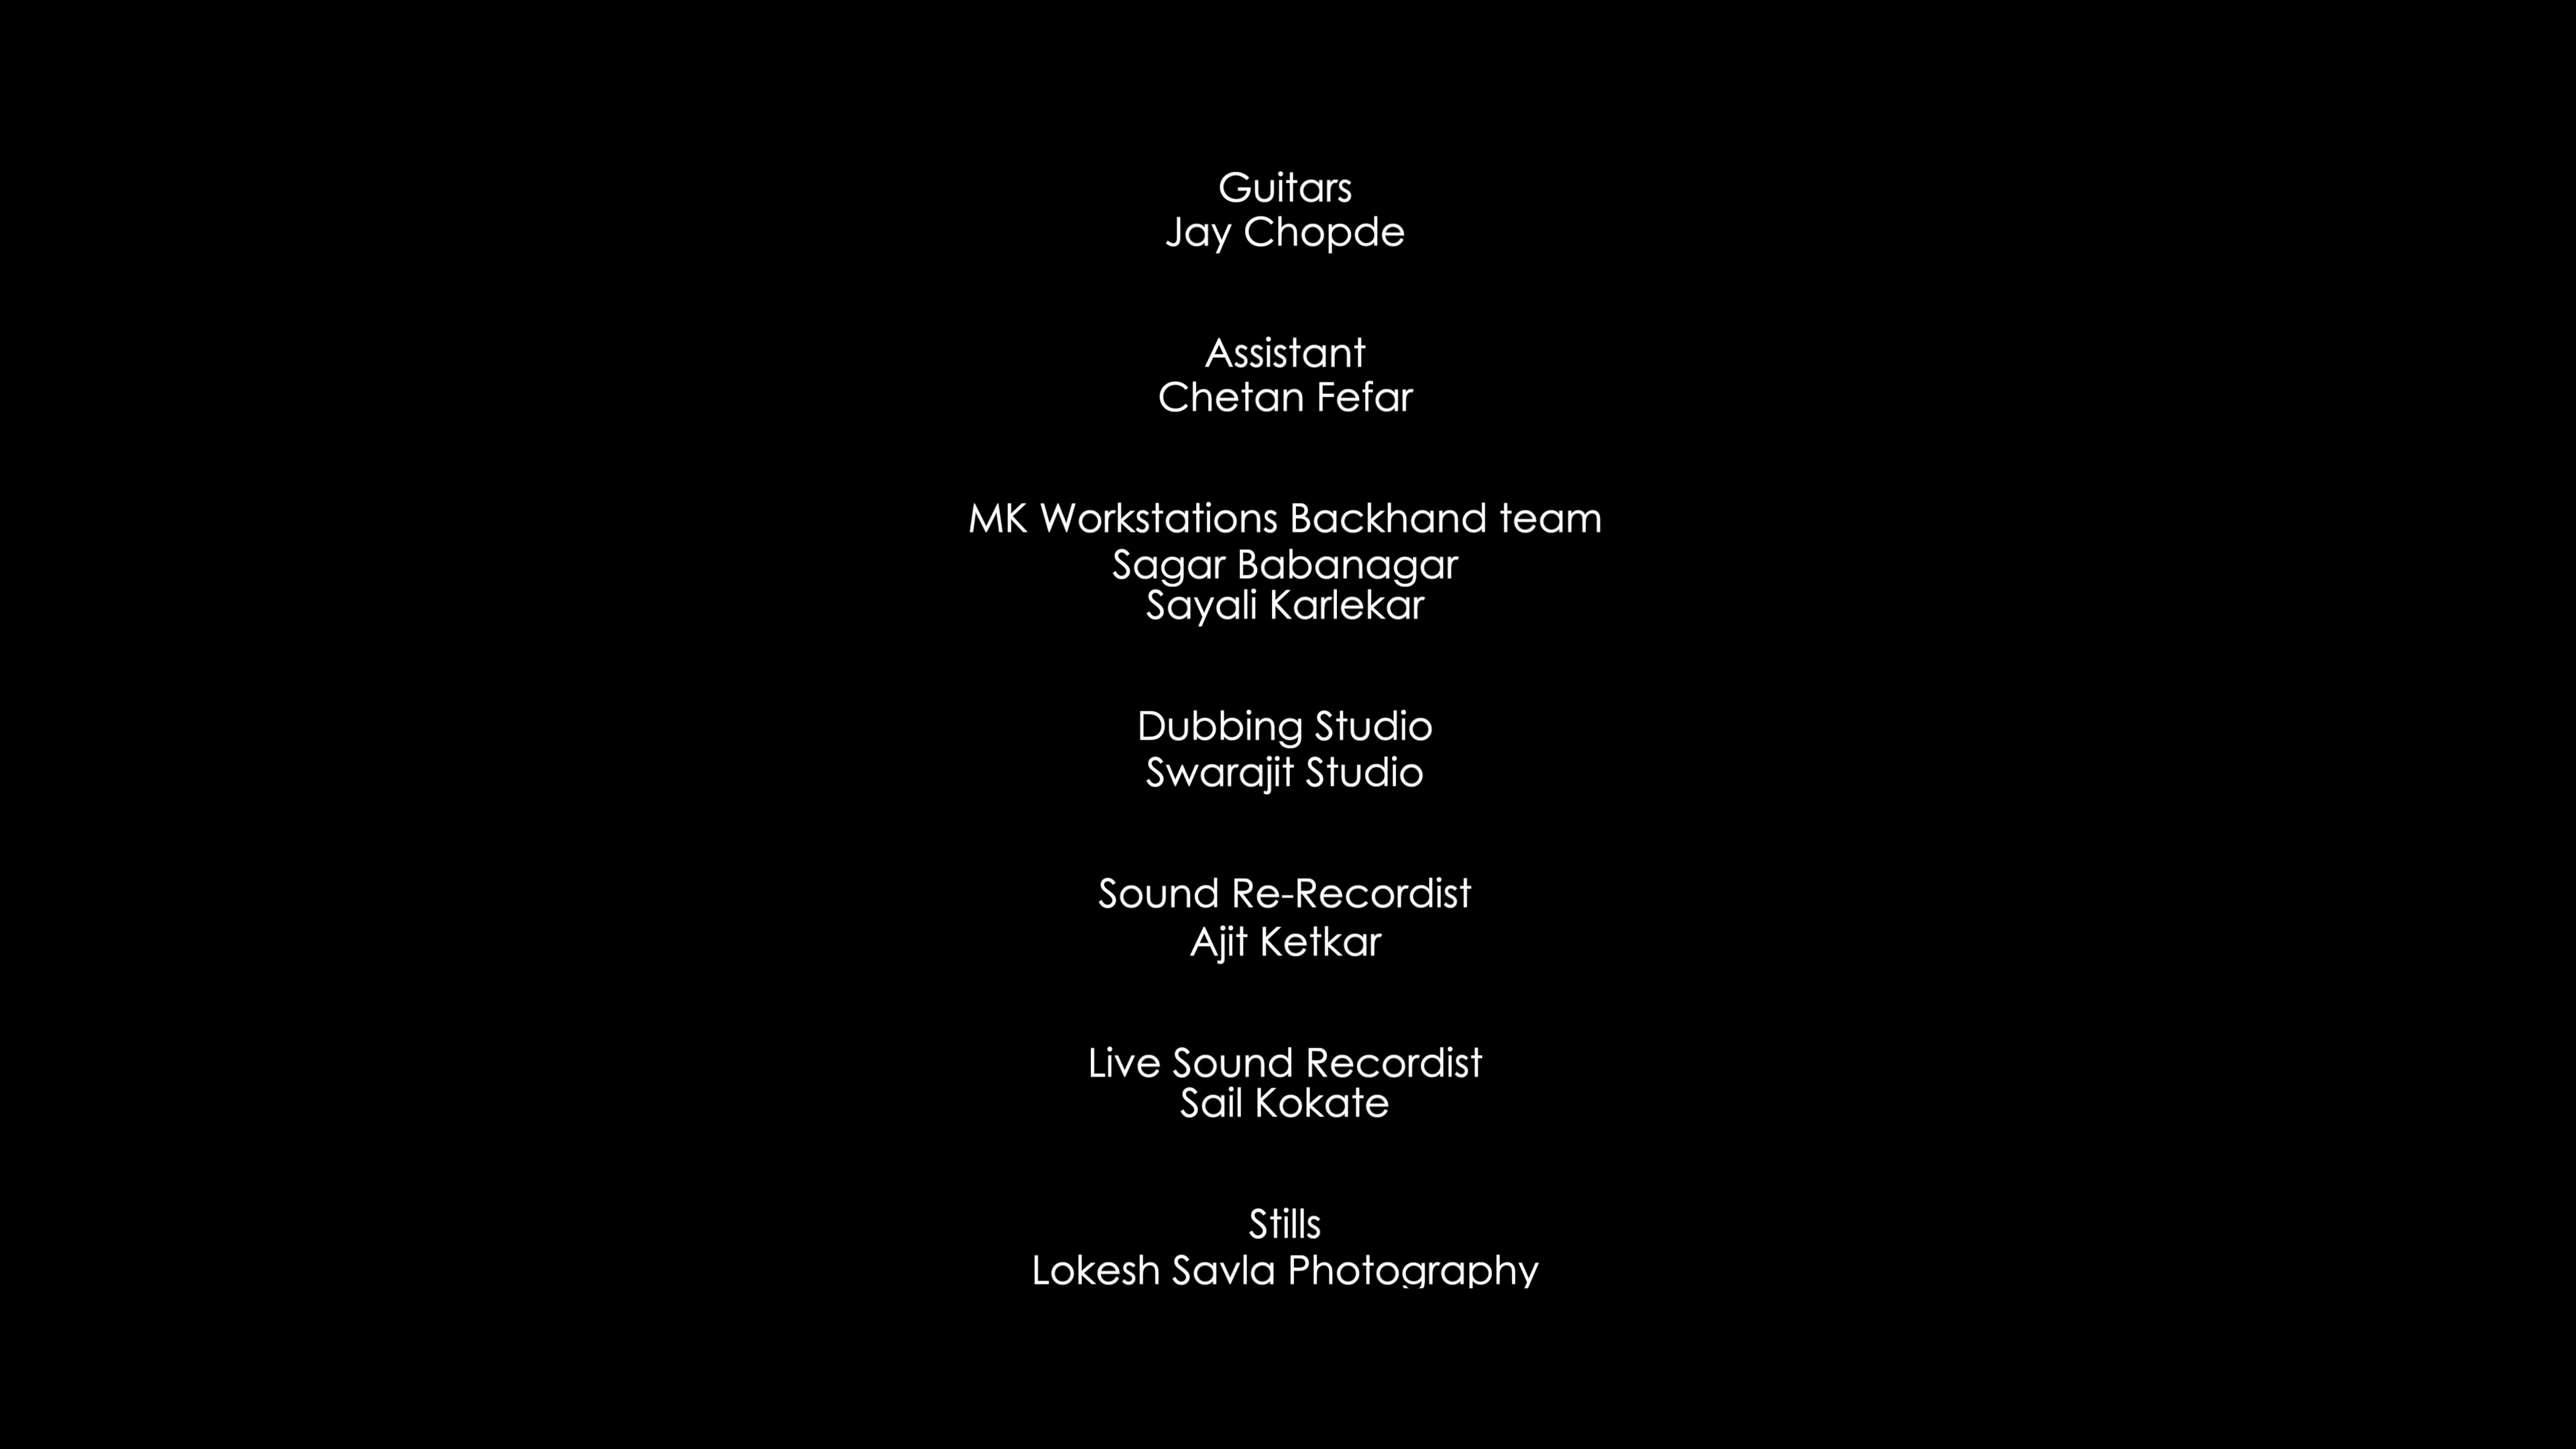 Guitars
Jay Chopde
Assistant
Chetan Fefar
MK Workstations Backhand team
Sagar Babanagar
Sayali Karlekar
Dubbing Studio
Swarajit Studio
Sound Re-Recordist
Ajit Ketkar
Live Sound Recordist
Sail Kokate
Stills
Lokesh Savla Photography